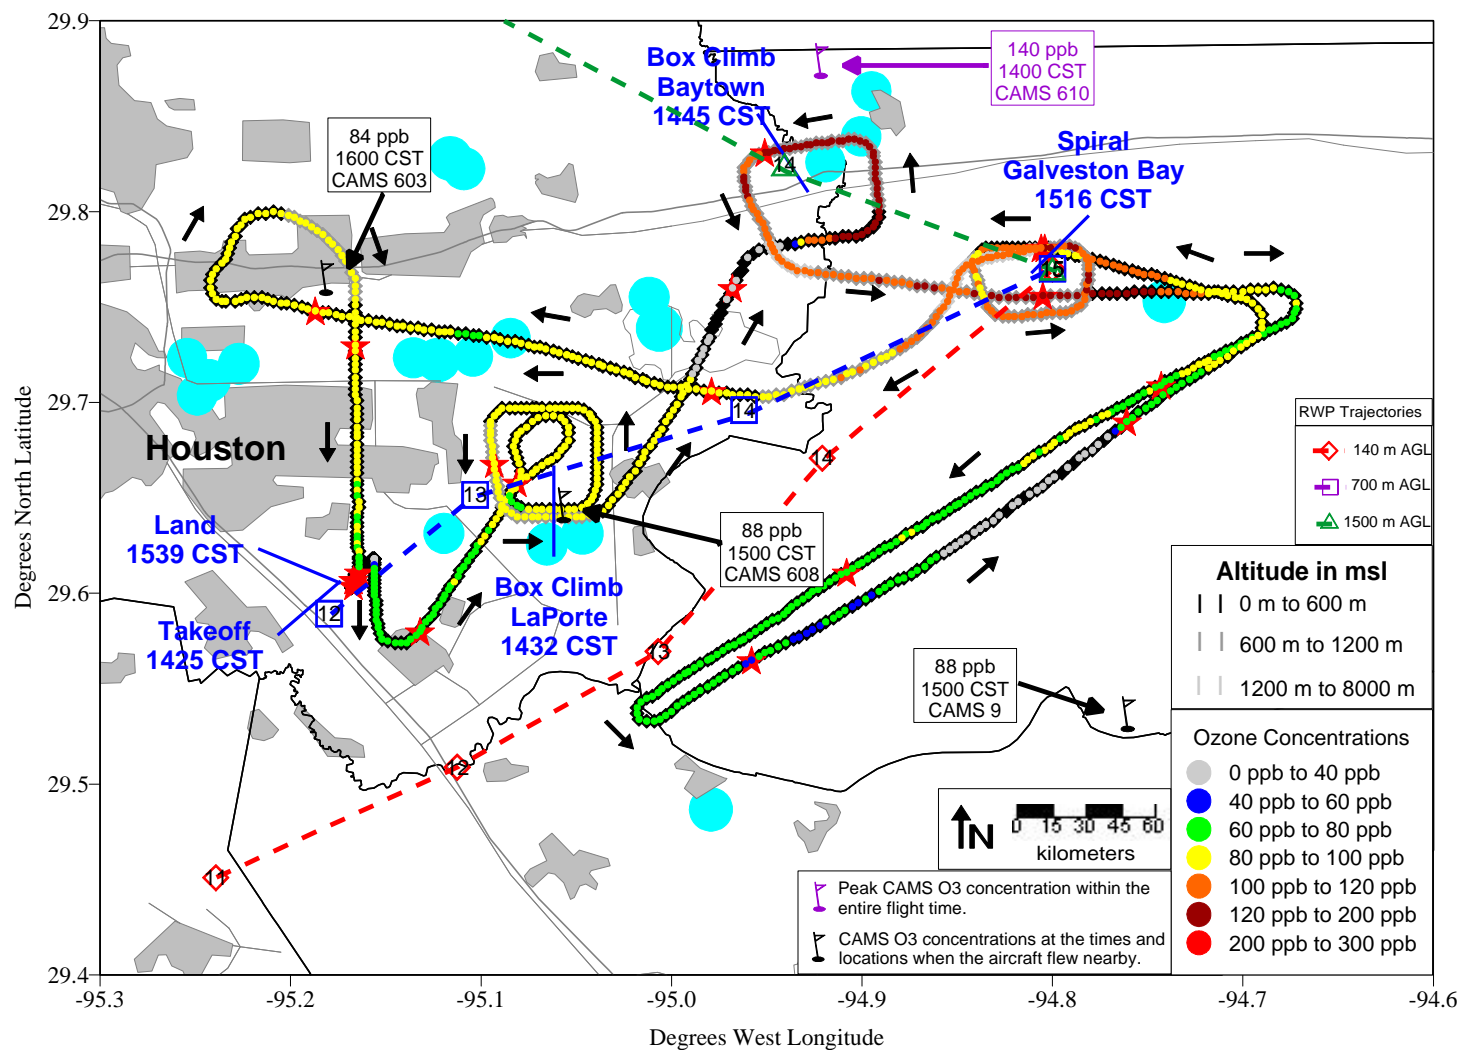 29.9
29.8
29.7
29.6
29.5
29.4
Degrees North Latitude
-95.3
-95.2
-95.1
-95.0
-94.9
-94.8
-94.7
-94.6
Degrees West Longitude
Box Climb
Baytown
1445 CST
140 ppb
1400 CST
CAMS 610
84 ppb
1600 CST
CAMS 603
Spiral
Galveston Bay
1516 CST
14
15
Houston
14
13
12
14
13
12
11
Land
1539 CST
Takeoff
1425 CST
Box Climb
LaPorte
1432 CST
88 ppb
1500 CST
CAMS 608
88 ppb
1500 CST
CAMS 9
RWP Trajectories
140 m AGL
700 m AGL
1500 m AGL
Altitude in msl
0 m to 600 m
600 m to 1200 m
1200 m to 8000 m
Ozone Concentrations
0 ppb to 40 ppb
40 ppb to 60 ppb
60 ppb to 80 ppb
80 ppb to 100 ppb
100 ppb to 120 ppb
120 ppb to 200 ppb
200 ppb to 300 ppb
N
0 15 30 45 60
kilometers
Peak CAMS O3 concentration within the
entire flight time.
CAMS O3 concentrations at the times and
locations when the aircraft flew nearby.